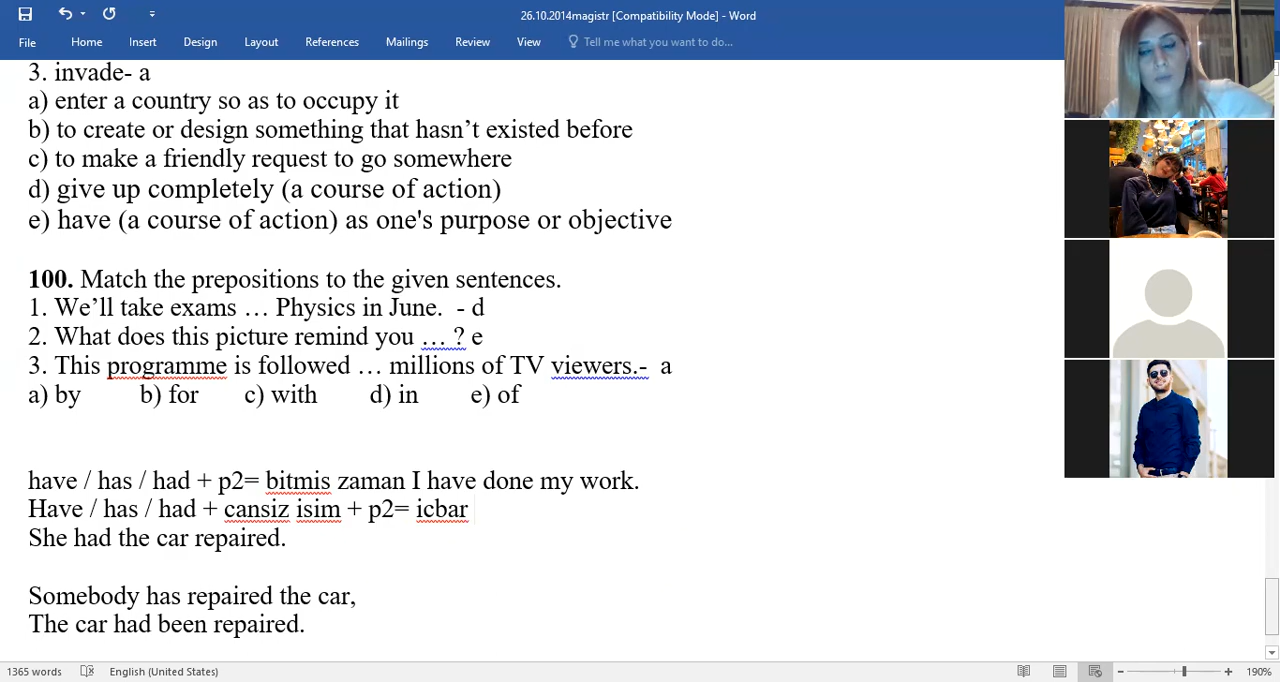 26.10.2014magistr [Compatibility Mode] - Word
File Home Insert Design Layout References Mailings Review View Tell me what you want to do...
3. invade- a
a) enter a country so as to occupy it
b) to create or design something that hasn’t existed before
c) to make a friendly request to go somewhere
d) give up completely (a course of action)
e) have (a course of action) as one's purpose or objective
100. Match the prepositions to the given sentences.
1. We’ll take exams … Physics in June. - d
2. What does this picture remind you … ? e
3. This programme is followed … millions of TV viewers.- a
a) by b) for c) with d) in e) of
have / has / had + p2= bitmis zaman I have done my work.
Have / has / had + cansiz isim + p2= icbar
She had the car repaired.
Somebody has repaired the car,
The car had been repaired.
1365 words English (United States) 190%